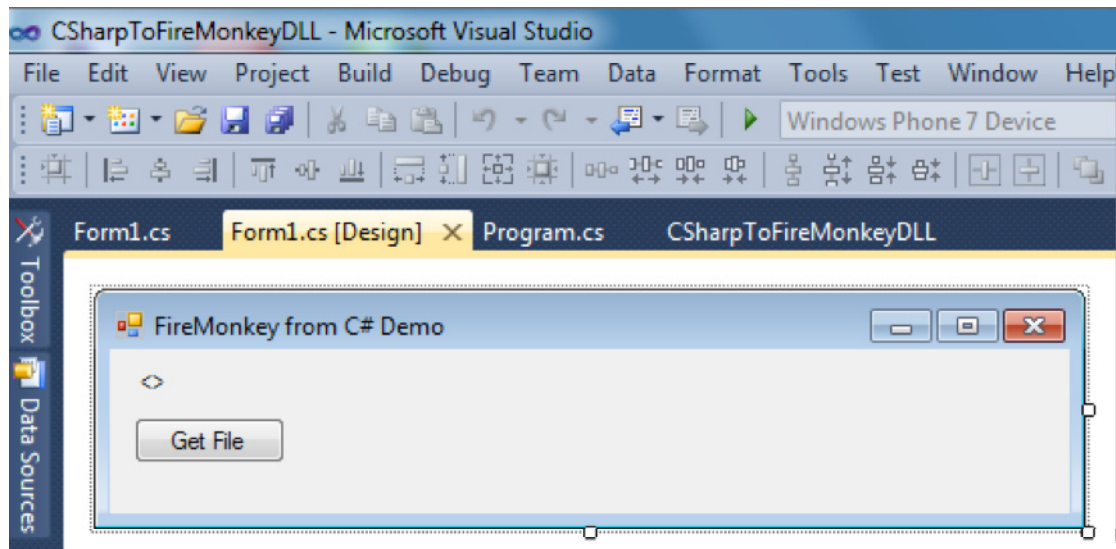 CSharpToFireMonkeyDLL - Microsoft Visual Studio
File Edit View Project Build Debug Team Data Format Tools Test Window Help
Windows Phone 7 Device
Form1.cs Form1.cs [Design] Program.cs CSharpToFireMonkeyDLL
Toolbox
Data Sources
FireMonkey from C# Demo
<>
Get File